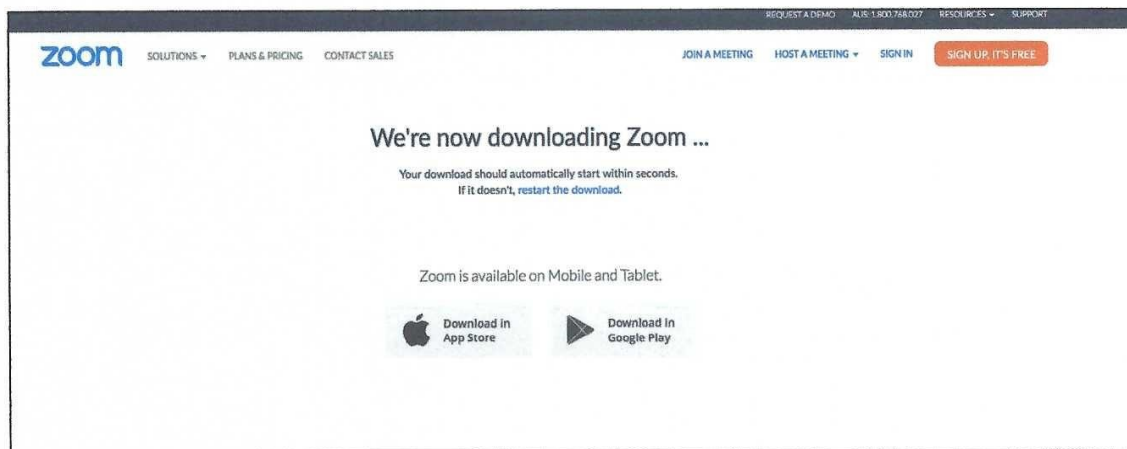 REQUEST A DEMO AUS: 1.800.768.027 RESOURCES SUPPORT
zoom SOLUTIONS PLANS & PRICING CONTACT SALES JOIN A MEETING HOST A MEETING SIGN IN SIGN UP, IT'S FREE
We're now downloading Zoom ...
Your download should automatically start within seconds.
If it doesn't, restart the download.
Zoom is available on Mobile and Tablet.
Download in
App Store
Download in
Google Play